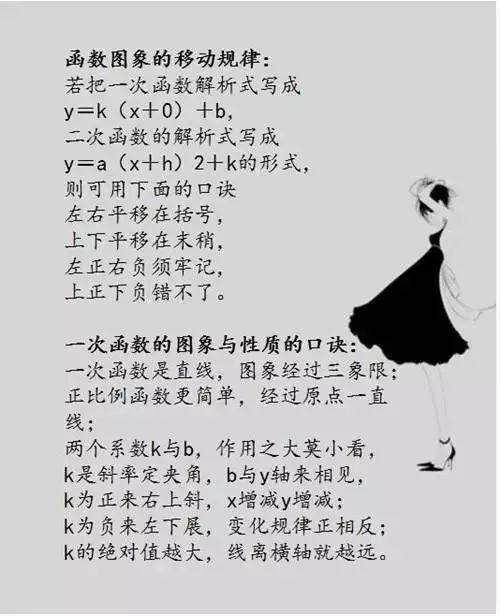 函数图象的移动规律：
若把一次函数解析式写成
y＝k（x＋0）＋b，
二次函数的解析式写成
y＝a（x＋h）2＋k的形式，
则可用下面的口诀
左右平移在括号，
上下平移在末稍，
左正右负须牢记，
上正下负错不了。
一次函数的图象与性质的口诀：
一次函数是直线，图象经过三象限；
正比例函数更简单，经过原点一直
线；
两个系数k与b，作用之大莫小看，
k是斜率定夹角，b与y轴来相见，
k为正来右上斜，x增减y增减；
k为负来左下展，变化规律正相反；
k的绝对值越大，线离横轴就越远。